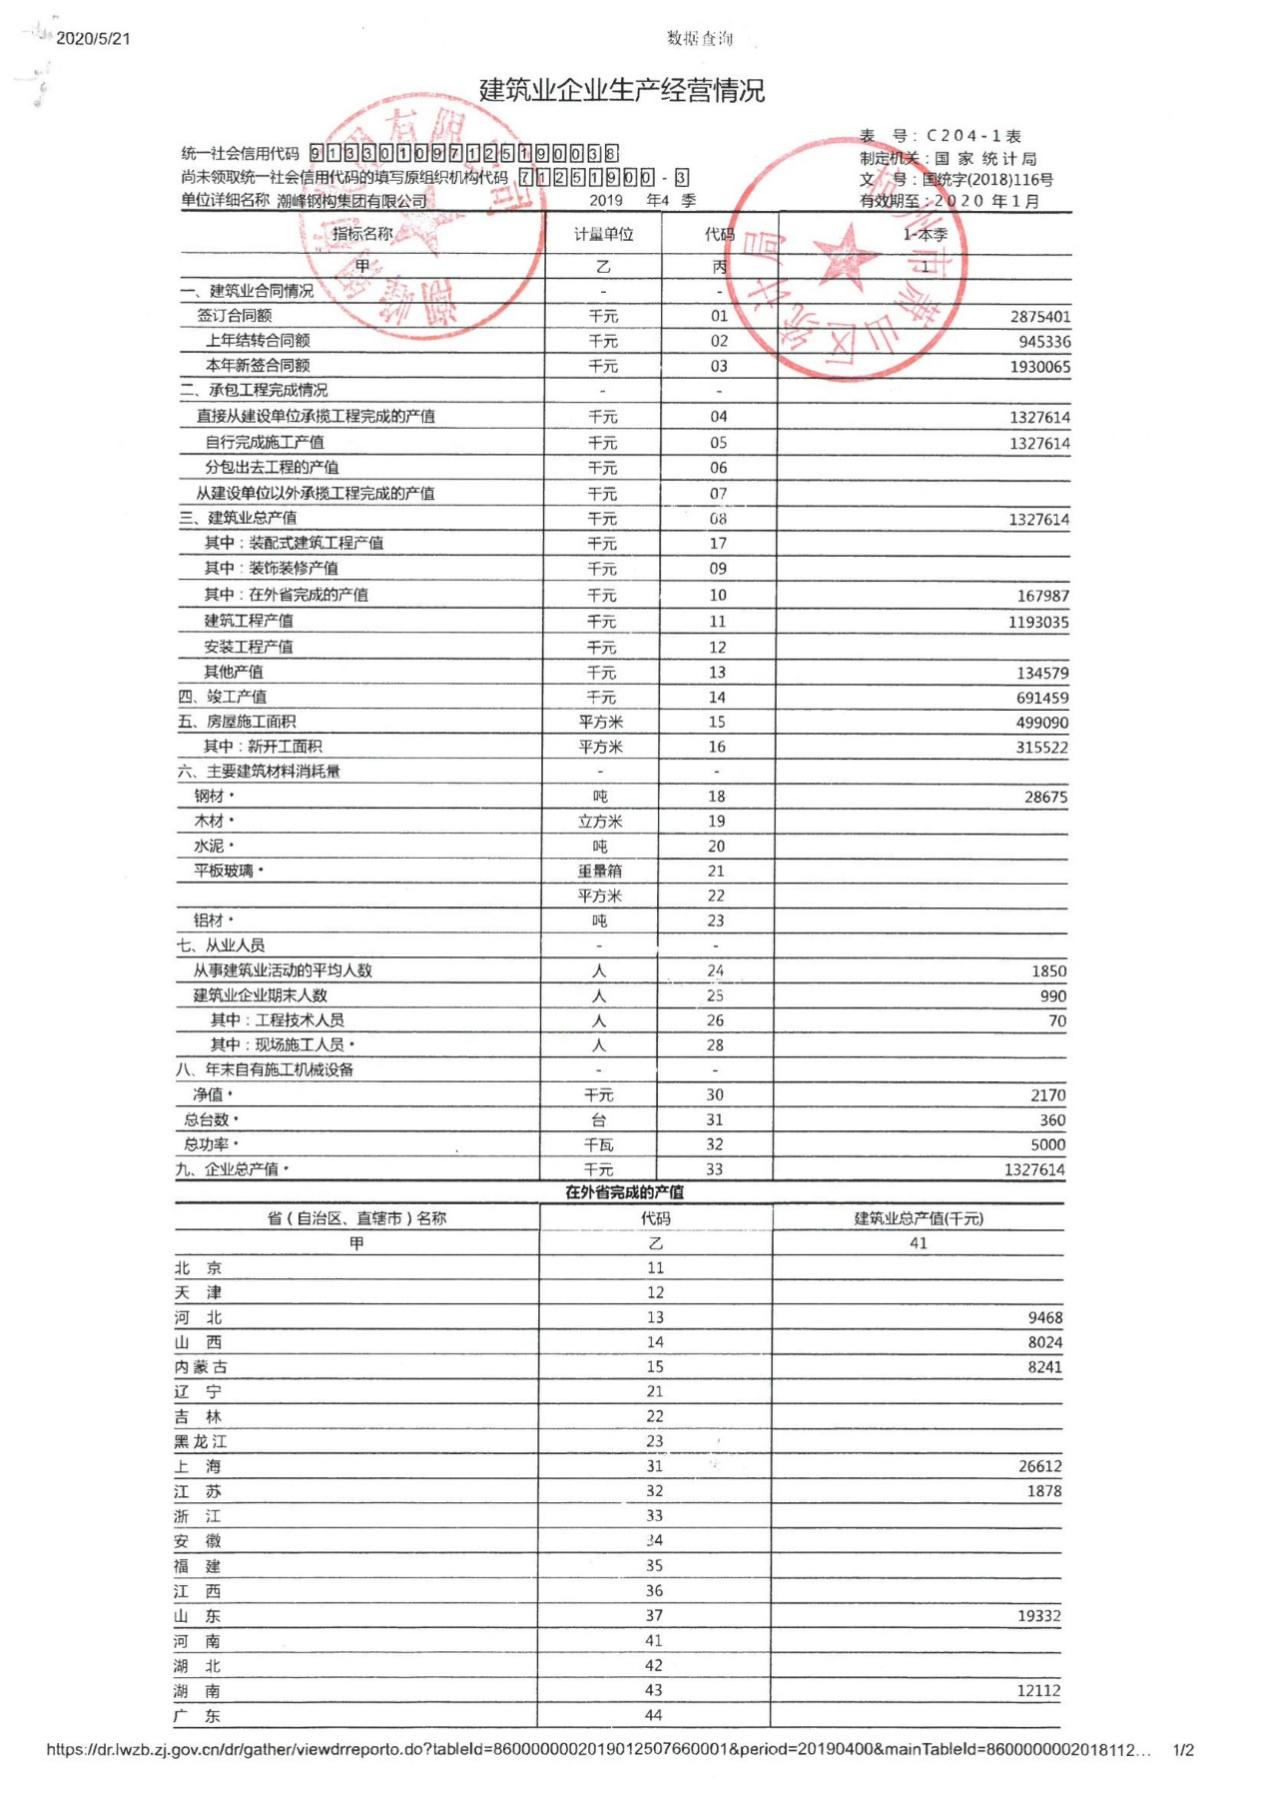 2020/5/21 数据查询
建筑业企业生产经营情况
表 号：C204-1表
统一社会信用代码 913301097125190038
制定机关：国家统计局
尚未领取统一社会信用代码的填写原组织机构代码 71251900-3
文 号：国统字(2018)116号
单位详细名称 潮峰钢构集团有限公司 2019 年4 季 有效期至：2020 年1月
指标名称 计量单位 代码 1-本季
甲 乙 丙 1
一、建筑业合同情况 - -
签订合同额 千元 01 2875401
上年结转合同额 千元 02 945336
本年新签合同额 千元 03 1930065
二、承包工程完成情况 - -
直接从建设单位承揽工程完成的产值 千元 04 1327614
自行完成施工产值 千元 05 1327614
分包出去工程的产值 千元 06
从建设单位以外承揽工程完成的产值 千元 07
三、建筑业总产值 千元 08 1327614
其中：装配式建筑工程产值 千元 17
其中：装饰装修产值 千元 09
其中：在外省完成的产值 千元 10 167987
建筑工程产值 千元 11 1193035
安装工程产值 千元 12
其他产值 千元 13 134579
四、竣工产值 千元 14 691459
五、房屋施工面积 平方米 15 499090
其中：新开工面积 平方米 16 315522
六、主要建筑材料消耗量 - -
钢材· 吨 18 28675
木材· 立方米 19
水泥· 吨 20
平板玻璃· 重量箱 21
平方米 22
铝材· 吨 23
七、从业人员 - -
从事建筑业活动的平均人数 人 24 1850
建筑业企业期末人数 人 25 990
其中：工程技术人员 人 26 70
其中：现场施工人员· 人 28
八、年末自有施工机械设备 - -
净值· 千元 30 2170
总台数· 台 31 360
总功率· 千瓦 32 5000
九、企业总产值· 千元 33 1327614
在外省完成的产值
省（自治区、直辖市）名称 代码 建筑业总产值(千元)
甲 乙 41
北 京 11
天 津 12
河 北 13 9468
山 西 14 8024
内蒙古 15 8241
辽 宁 21
吉 林 22
黑龙江 23
上 海 31 26612
江 苏 32 1878
浙 江 33
安 徽 34
福 建 35
江 西 36
山 东 37 19332
河 南 41
湖 北 42
湖 南 43 12112
广 东 44
https://dr.lwzb.zj.gov.cn/dr/gather/viewdrreporto.do?tableId=8600000002019012507660001&period=20190400&mainTableId=8600000002018112... 1/2
潮峰钢构集团有限公司
杭州市萧山区统计局